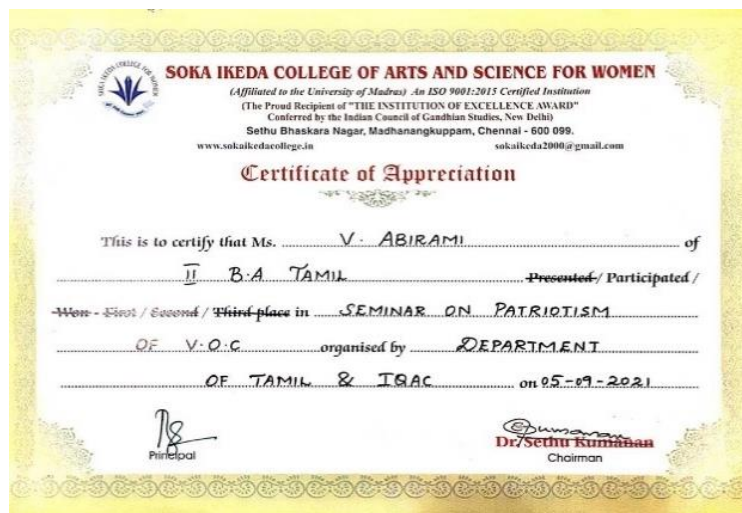 SOKA IKEDA COLLEGE OF ARTS AND SCIENCE FOR WOMEN
(Affiliated to the University of Madras) An ISO 9001:2015 Certified Institution
(The Proud Recipient of "THE INSTITUTION OF EXCELLENCE AWARD"
Conferred by the Indian Council of Gandhian Studies, New Delhi)
Sethu Bhaskara Nagar, Madhanangkuppam, Chennai - 600 099.
www.sokaikedacollege.in sokaikeda2000@gmail.com
Certificate of Appreciation
This is to certify that Ms. V. ABIRAMI of
II B.A TAMIL Presented / Participated /
Won - First / Second / Third place in SEMINAR ON PATRIOTISM
OF V.O.C organised by DEPARTMENT
OF TAMIL & IQAC on 05-09-2021
Principal
Dr. Sethu Kumanan
Chairman